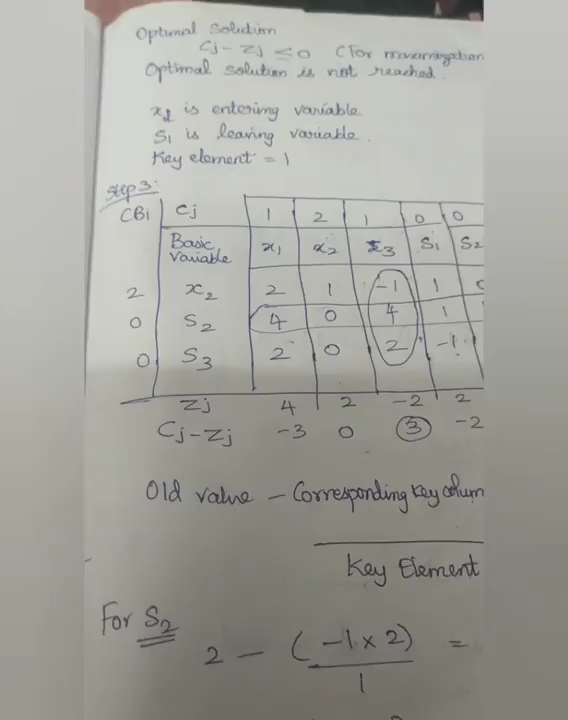 Optimal Solution
Cj - Zj ≤ 0 (For maximization
Optimal solution is not reached.
x2 is entering variable
S1 is leaving variable.
Key element = 1
Step 3:
CBi Cj 1 2 1 0 0
Basic Variable x1 x2 x3 S1 S2
2 x2 2 1 -1 1
0 S2 4 0 4 1
0 S3 2 0 2 -1
Zj 4 2 -2 2
Cj-Zj -3 0 3 -2
Old value - Corresponding Key colum
Key Element
For S2
2 - (-1 x 2) =
1